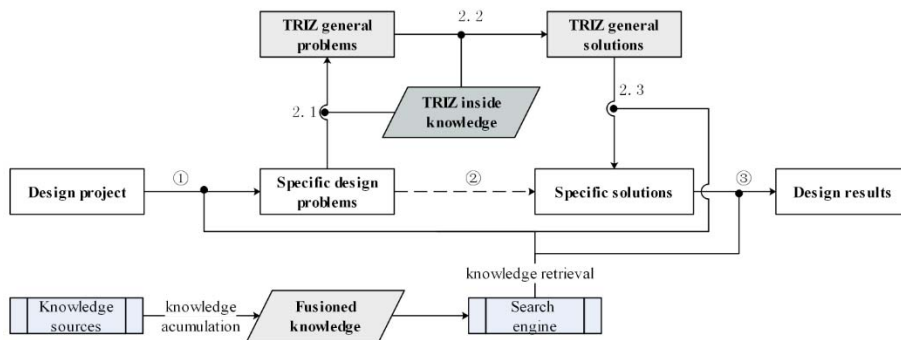 TRIZ general
problems
2.2
TRIZ general
solutions
2.1
TRIZ inside
knowledge
2.3
Design project
①
Specific design
problems
②
Specific solutions
③
Design results
knowledge retrieval
Knowledge
sources
knowledge
acumulation
Fusioned
knowledge
Search
engine